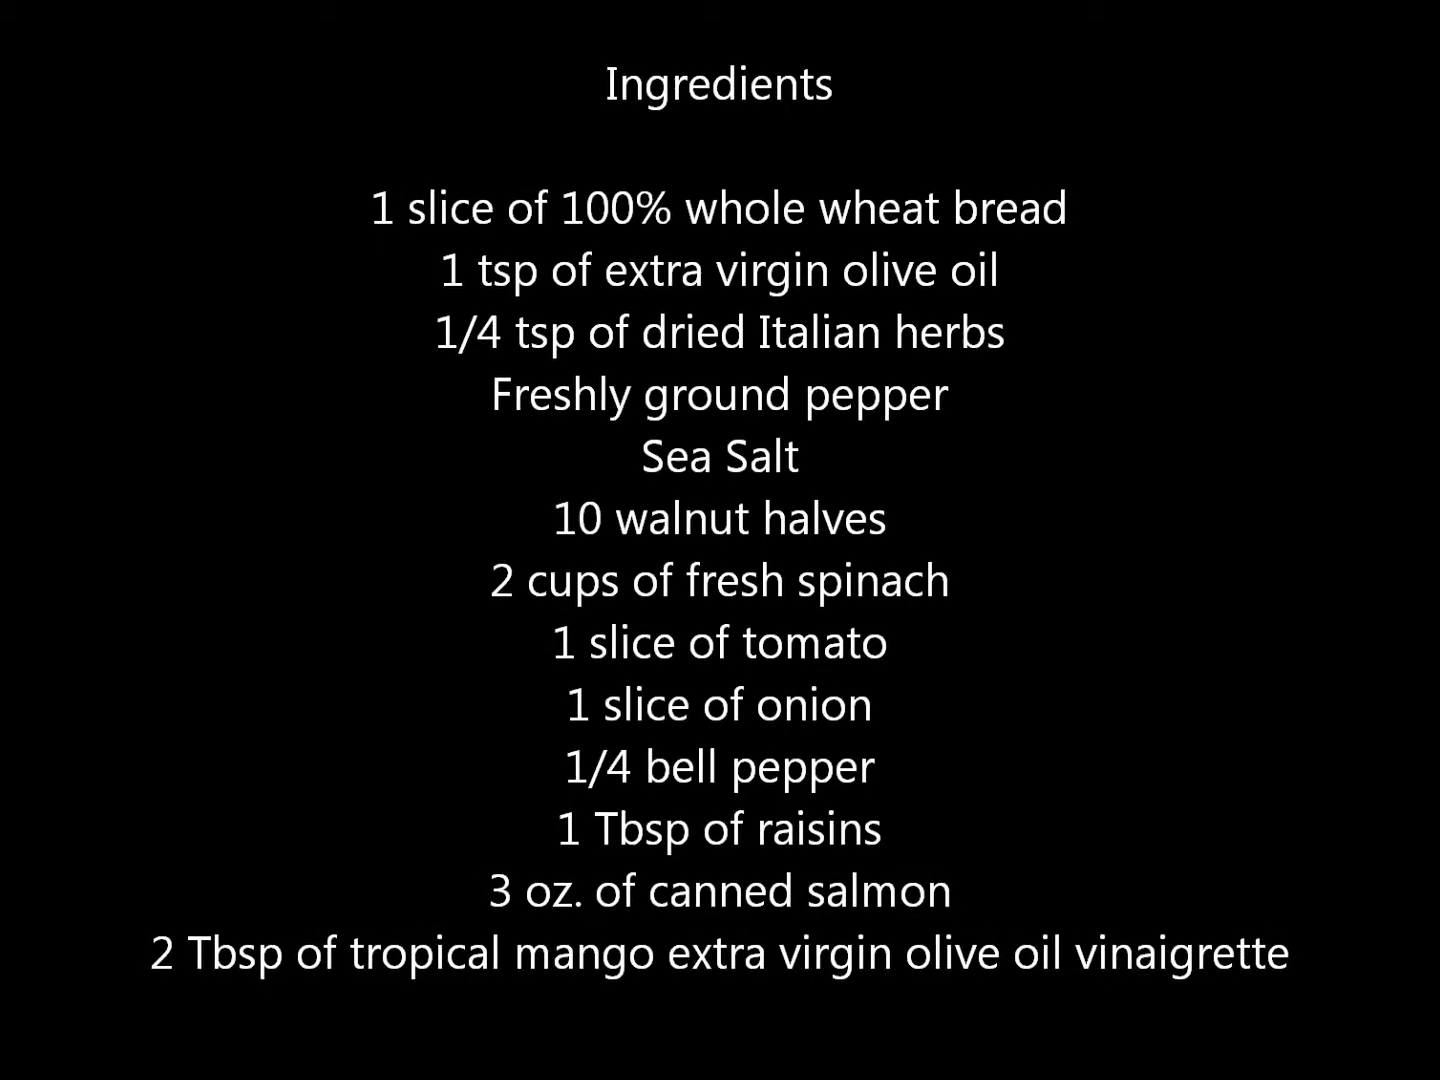 Ingredients
1 slice of 100% whole wheat bread
1 tsp of extra virgin olive oil
1/4 tsp of dried Italian herbs
Freshly ground pepper
Sea Salt
10 walnut halves
2 cups of fresh spinach
1 slice of tomato
1 slice of onion
1/4 bell pepper
1 Tbsp of raisins
3 oz. of canned salmon
2 Tbsp of tropical mango extra virgin olive oil vinaigrette